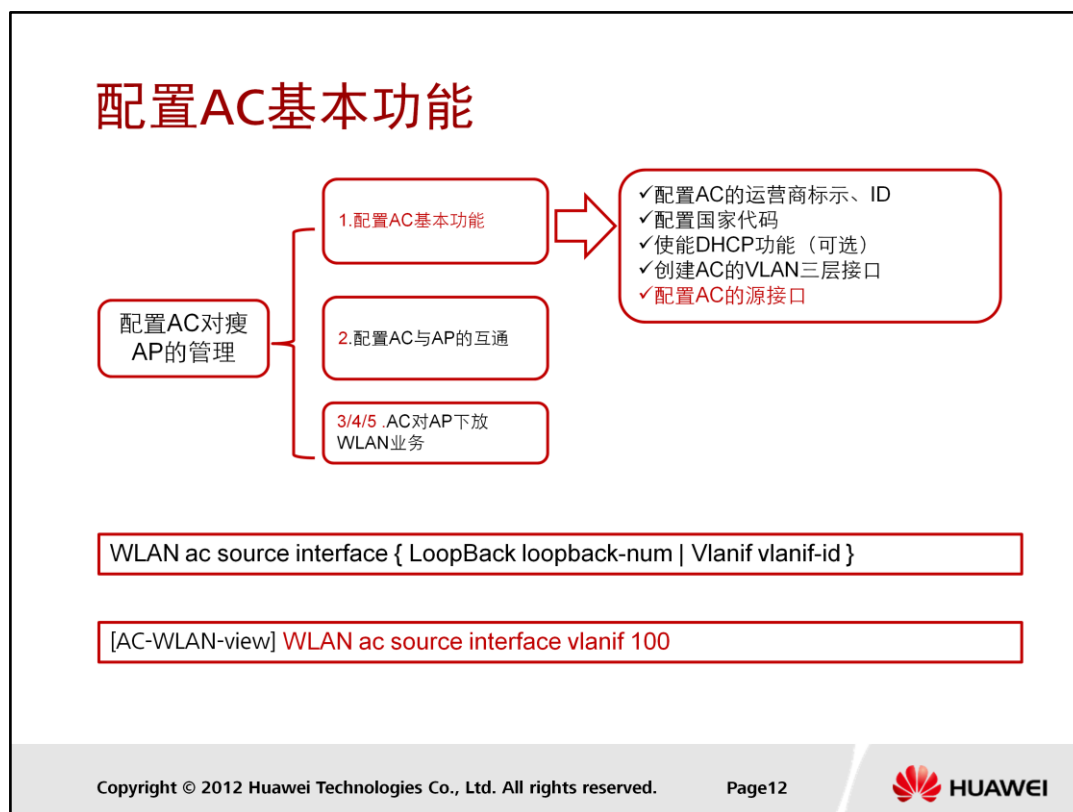 配置AC基本功能
配置AC对瘦
AP的管理
1.配置AC基本功能
✓配置AC的运营商标示、ID
✓配置国家代码
✓使能DHCP功能（可选）
✓创建AC的VLAN三层接口
✓配置AC的源接口
2.配置AC与AP的互通
3/4/5 .AC对AP下放
WLAN业务
WLAN ac source interface { LoopBack loopback-num | Vlanif vlanif-id }
[AC-WLAN-view] WLAN ac source interface vlanif 100
Copyright © 2012 Huawei Technologies Co., Ltd. All rights reserved.
Page12
HUAWEI